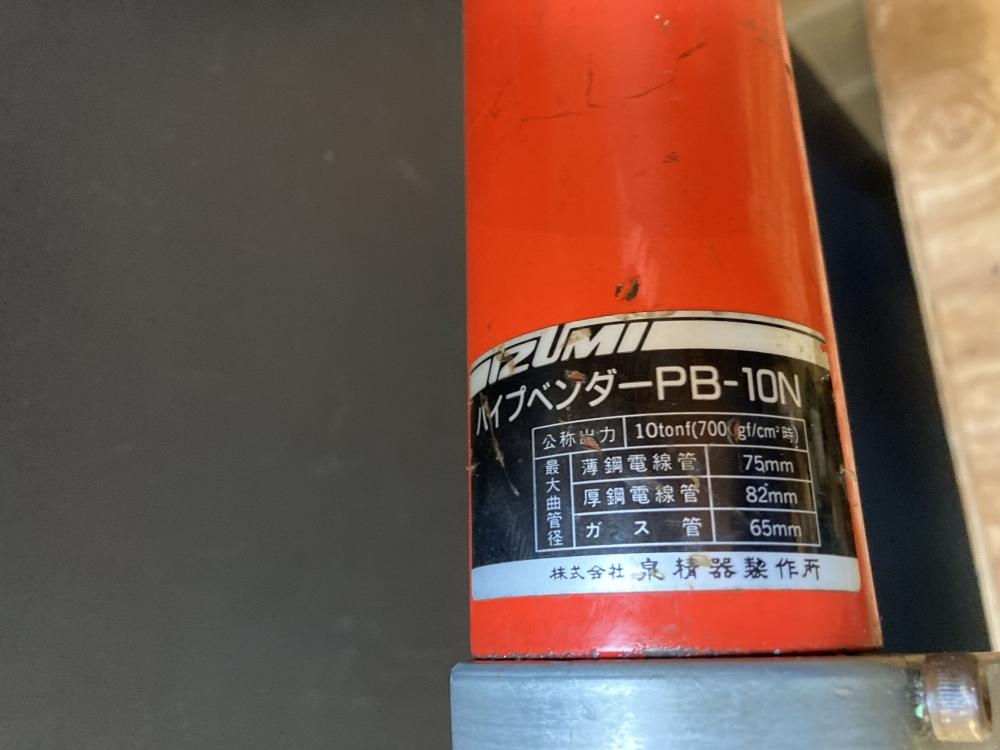 IZUMI
パイプベンダーPB-10N
公称出力 10tonf(700kgf/cm²時)
最大曲管径
薄鋼電線管 75mm
厚鋼電線管 82mm
ガス管 65mm
株式会社 泉精器製作所